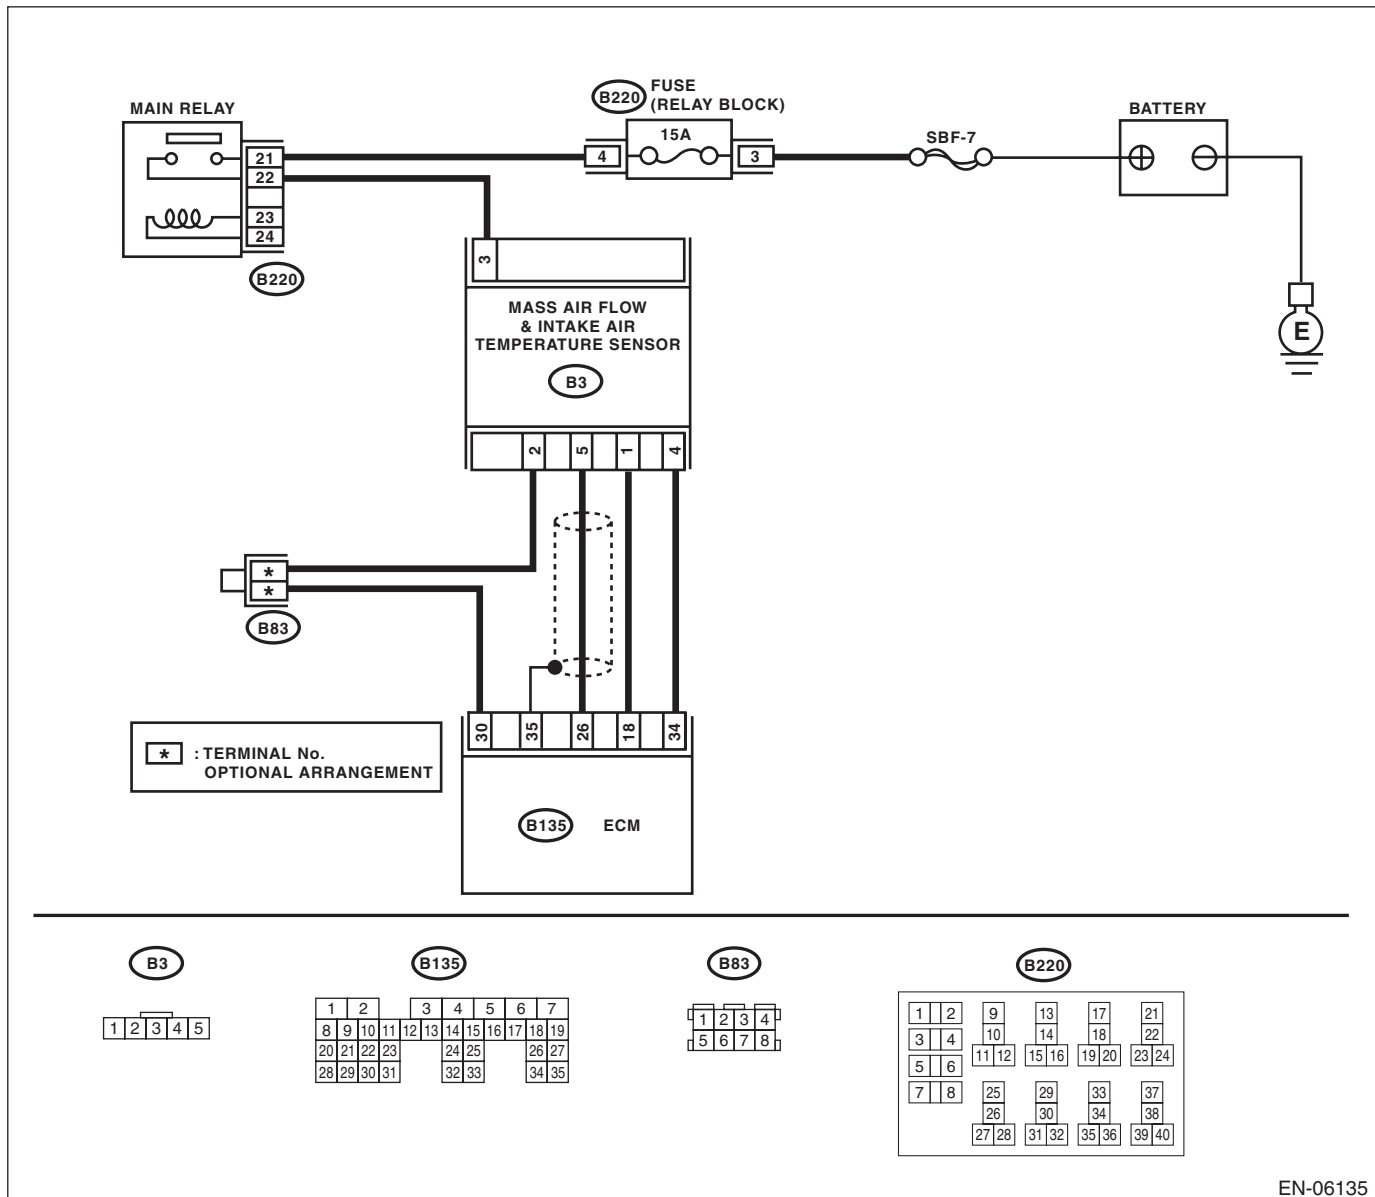 B220 FUSE
(RELAY BLOCK)
MAIN RELAY
BATTERY
15A
SBF-7
21
4
3
22
23
24
B220
3
E
MASS AIR FLOW
& INTAKE AIR
TEMPERATURE SENSOR
B3
2 5 1 4
*
*
B83
30 35 26 18 34
* : TERMINAL No.
OPTIONAL ARRANGEMENT
B135 ECM
B3
1 2 3 4 5
B135
1 2 3 4 5 6 7
8 9 10 11 12 13 14 15 16 17 18 19
20 21 22 23 24 25 26 27
28 29 30 31 32 33 34 35
B83
1 2 3 4
5 6 7 8
B220
1 2 9 13 17 21
3 4 10 14 18 22
11 12 15 16 19 20 23 24
5 6
7 8 25 29 33 37
26 30 34 38
27 28 31 32 35 36 39 40
EN-06135